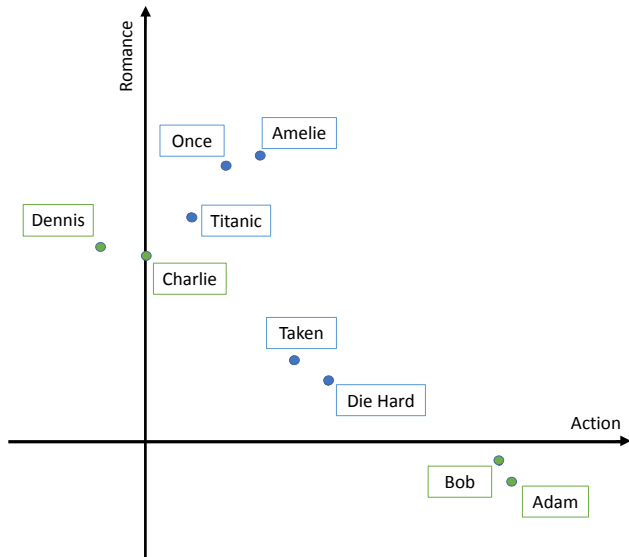 Romance
Once
Amelie
Dennis
Titanic
Charlie
Taken
Die Hard
Action
Bob
Adam